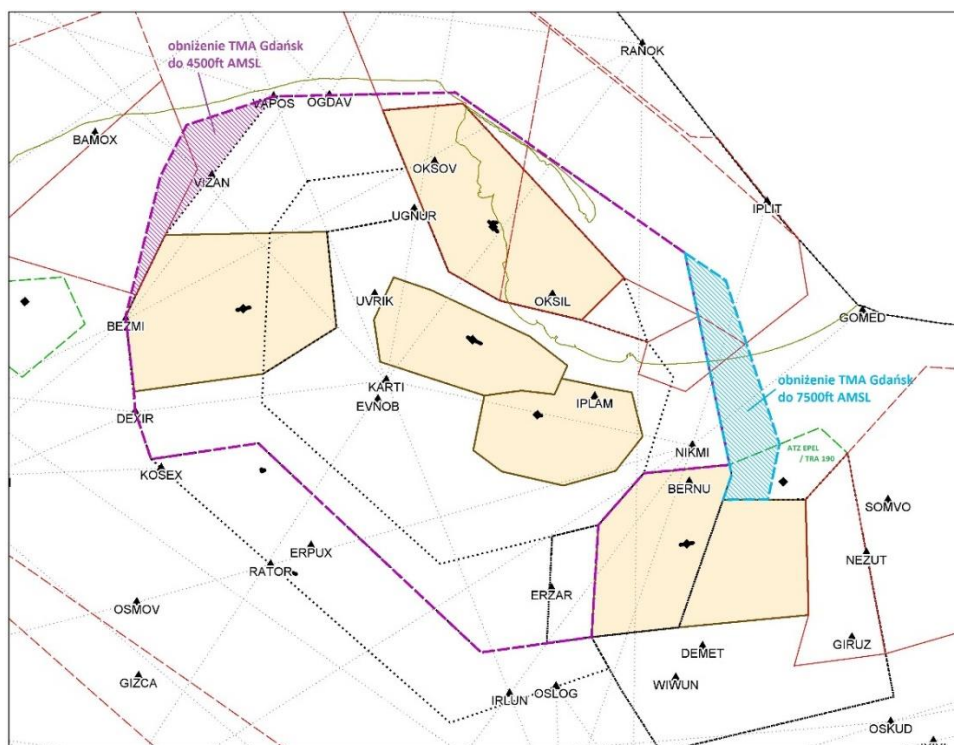 obniżenie TMA Gdańsk
do 4500ft AMSL
RANOK
VAPOS
OGDAV
BAMOX
OKSOV
VIZAN
IPLIT
UGNUR
UVRIK
OKSIL
BEZMI
GOMED
KARTI
obniżenie TMA Gdańsk
do 7500ft AMSL
EVNOB
IPLAM
DEXIR
NIKMI
ATZ EPEL
/ TRA 190
KOSEX
BERNU
SOMVO
ERPUX
NEZUT
RATOR
ERZAR
OSMOV
DEMET
GIRUZ
GIZCA
WIWUN
IRLUN
OSLOG
OSKUD